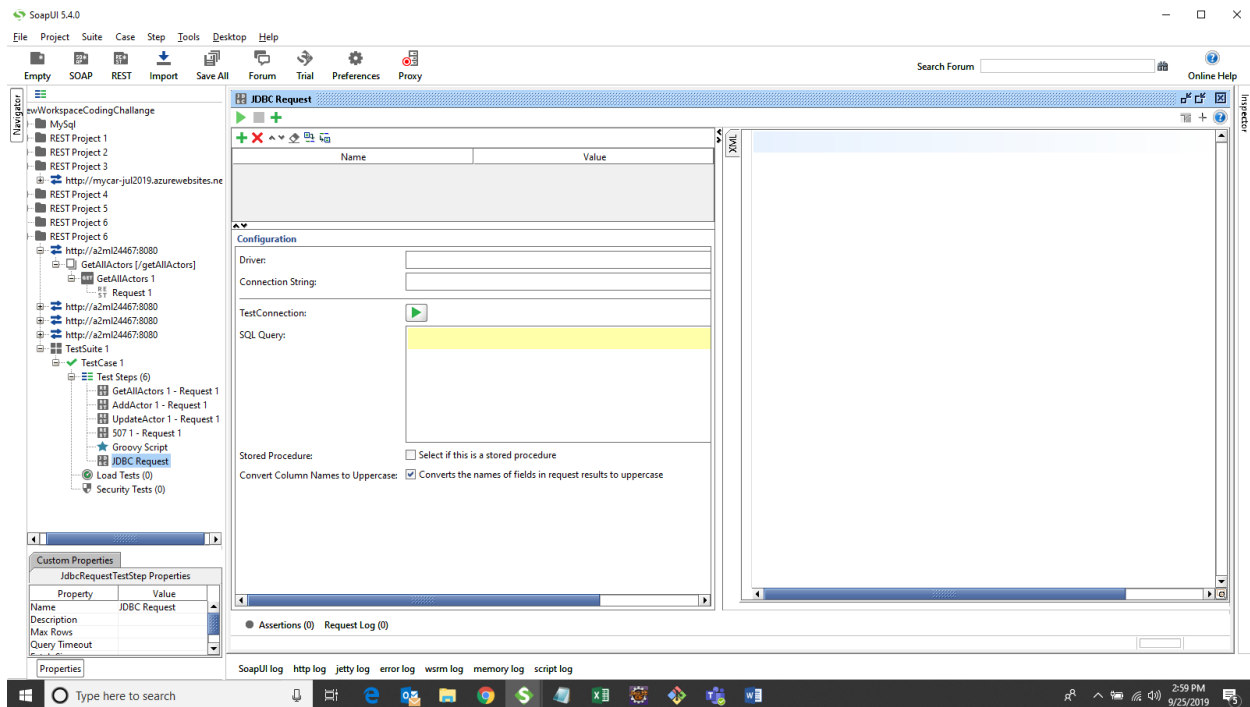 SoapUI 5.4.0
File Project Suite Case Step Tools Desktop Help
Empty SOAP REST Import Save All Forum Trial Preferences Proxy
Search Forum
Online Help
Navigator
ewWorkspaceCodingChallange
MySql
REST Project 1
REST Project 2
REST Project 3
http://mycar-jul2019.azurewebsites.ne
REST Project 4
REST Project 5
REST Project 6
REST Project 6
http://a2ml24467:8080
GetAllActors [/getAllActors]
GetAllActors 1
Request 1
http://a2ml24467:8080
http://a2ml24467:8080
http://a2ml24467:8080
TestSuite 1
TestCase 1
Test Steps (6)
GetAllActors 1 - Request 1
AddActor 1 - Request 1
UpdateActor 1 - Request 1
507 1 - Request 1
Groovy Script
JDBC Request
Load Tests (0)
Security Tests (0)
Custom Properties
JdbcRequestTestStep Properties
Property Value
Name JDBC Request
Description
Max Rows
Query Timeout
Properties
JDBC Request
Name Value
Configuration
Driver:
Connection String:
TestConnection:
SQL Query:
Stored Procedure: Select if this is a stored procedure
Convert Column Names to Uppercase: Converts the names of fields in request results to uppercase
XML
Inspector
Assertions (0) Request Log (0)
SoapUI log http log jetty log error log wsrm log memory log script log
Type here to search
2:59 PM
9/25/2019
5